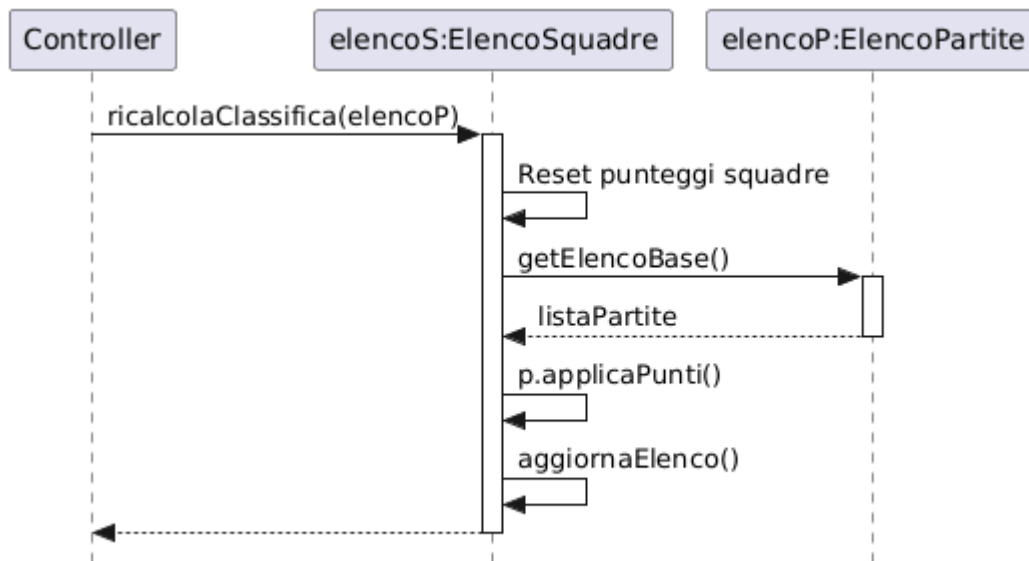 Controller
elencoS:ElencoSquadre
elencoP:ElencoPartite
ricalcolaClassifica(elencoP)
Reset punteggi squadre
getElencoBase()
listaPartite
p.applicaPunti()
aggiornaElenco()